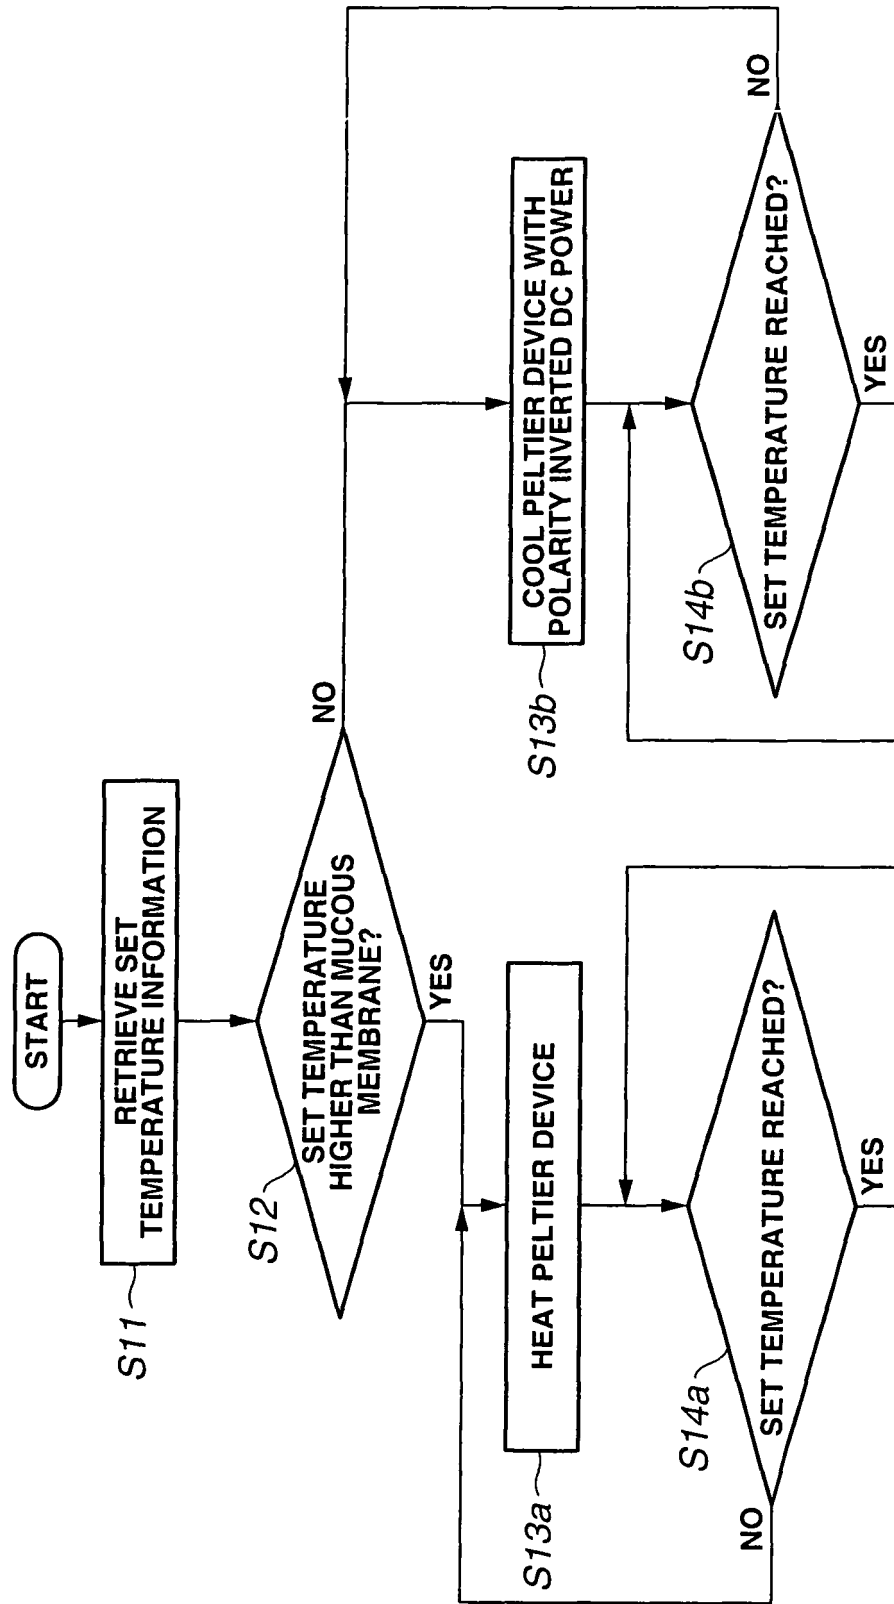 START
RETRIEVE SET
TEMPERATURE INFORMATION
S11
SET TEMPERATURE
HIGHER THAN MUCOUS
MEMBRANE?
S12
NO
YES
HEAT PELTIER DEVICE
S13a
COOL PELTIER DEVICE WITH
POLARITY INVERTED DC POWER
S13b
SET TEMPERATURE REACHED?
S14a
NO
YES
SET TEMPERATURE REACHED?
S14b
NO
YES